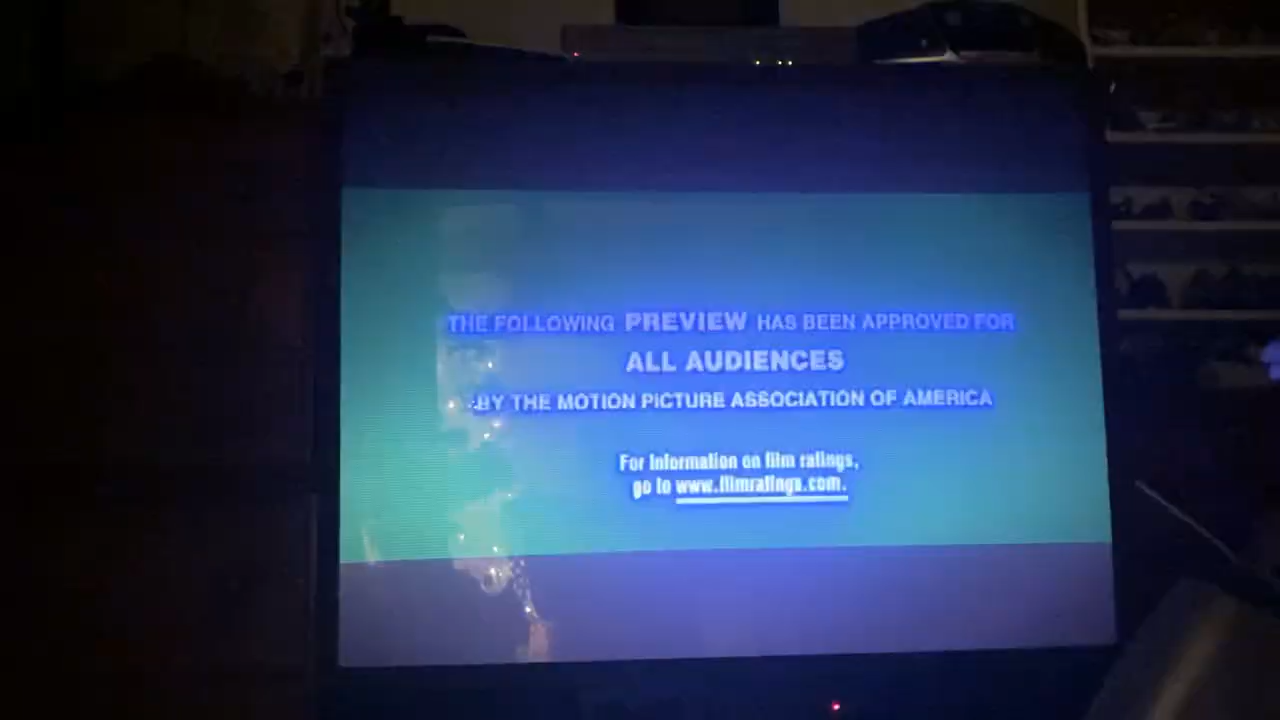 THE FOLLOWING PREVIEW HAS BEEN APPROVED FOR
ALL AUDIENCES
BY THE MOTION PICTURE ASSOCIATION OF AMERICA
For information on film ratings,
go to www.filmratings.com.